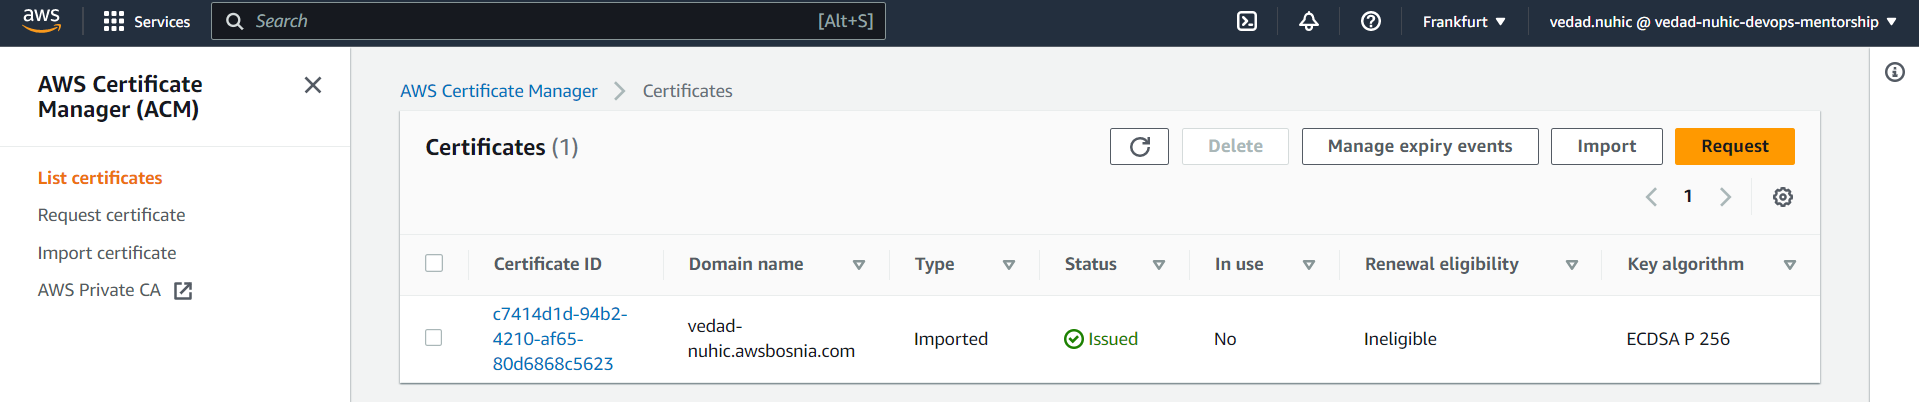 aws Services Search [Alt+S] Frankfurt ▼ vedad.nuhic @ vedad-nuhic-devops-mentorship ▼
AWS Certificate
Manager (ACM)
List certificates
Request certificate
Import certificate
AWS Private CA
AWS Certificate Manager > Certificates
Certificates (1)
Delete Manage expiry events Import Request
1
Certificate ID Domain name Type Status In use Renewal eligibility Key algorithm
c7414d1d-94b2-
4210-af65-
80d6868c5623
vedad-
nuhic.awsbosnia.com
Imported Issued No Ineligible ECDSA P 256